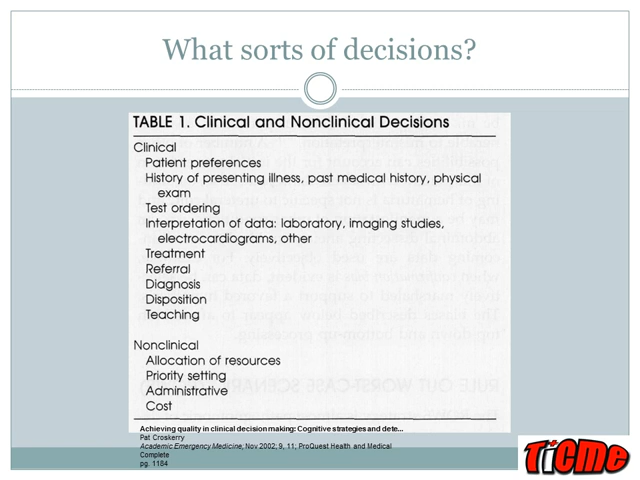 What sorts of decisions?
TABLE 1. Clinical and Nonclinical Decisions
Clinical
Patient preferences
History of presenting illness, past medical history, physical
exam
Test ordering
Interpretation of data: laboratory, imaging studies,
electrocardiograms, other
Treatment
Referral
Diagnosis
Disposition
Teaching
Nonclinical
Allocation of resources
Priority setting
Administrative
Cost
Achieving quality in clinical decision making: Cognitive strategies and dete...
Pat Croskerry
Academic Emergency Medicine; Nov 2002; 9, 11; ProQuest Health and Medical
Complete
pg. 1184
TiCMe